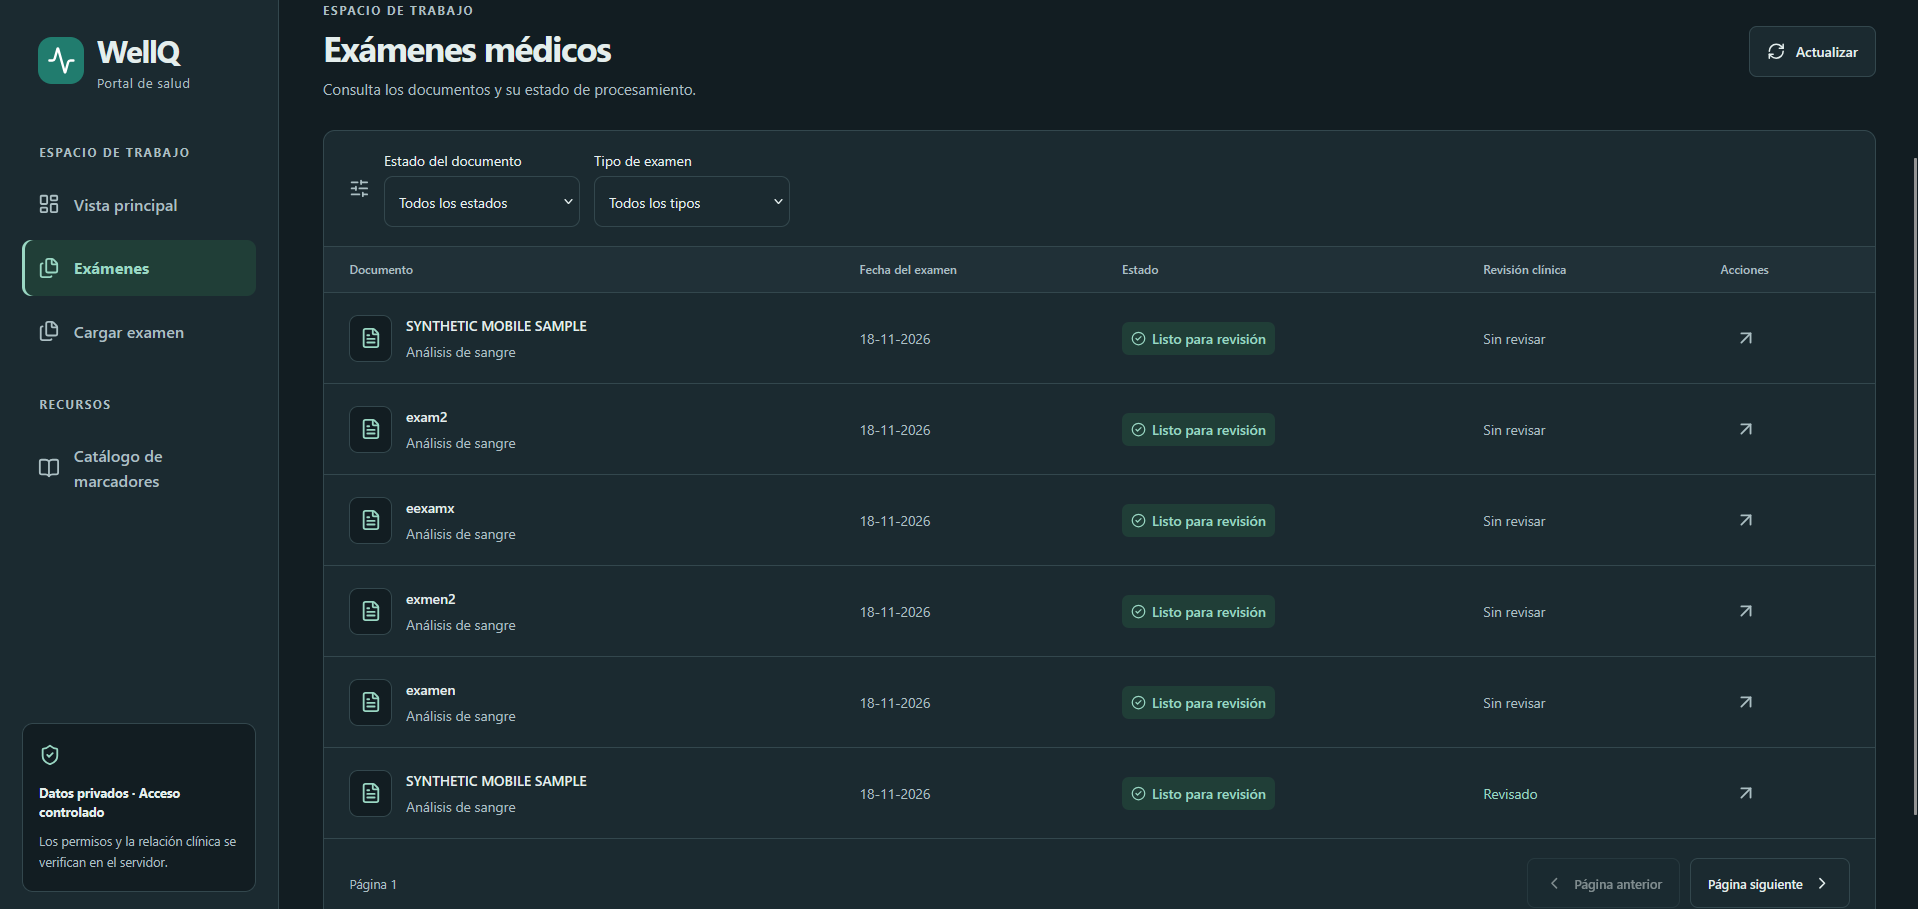 WellQ
Portal de salud
ESPACIO DE TRABAJO
Vista principal
Exámenes
Cargar examen
RECURSOS
Catálogo de
marcadores
Datos privados · Acceso
controlado
Los permisos y la relación clínica se
verifican en el servidor.
ESPACIO DE TRABAJO
Exámenes médicos
Consulta los documentos y su estado de procesamiento.
Actualizar
Estado del documento
Tipo de examen
Todos los estados
Todos los tipos
Documento Fecha del examen Estado Revisión clínica Acciones
SYNTHETIC MOBILE SAMPLE
Análisis de sangre
18-11-2026 Listo para revisión Sin revisar
exam2
Análisis de sangre
18-11-2026 Listo para revisión Sin revisar
eexamx
Análisis de sangre
18-11-2026 Listo para revisión Sin revisar
exmen2
Análisis de sangre
18-11-2026 Listo para revisión Sin revisar
examen
Análisis de sangre
18-11-2026 Listo para revisión Sin revisar
SYNTHETIC MOBILE SAMPLE
Análisis de sangre
18-11-2026 Listo para revisión Revisado
Página 1
Página anterior
Página siguiente